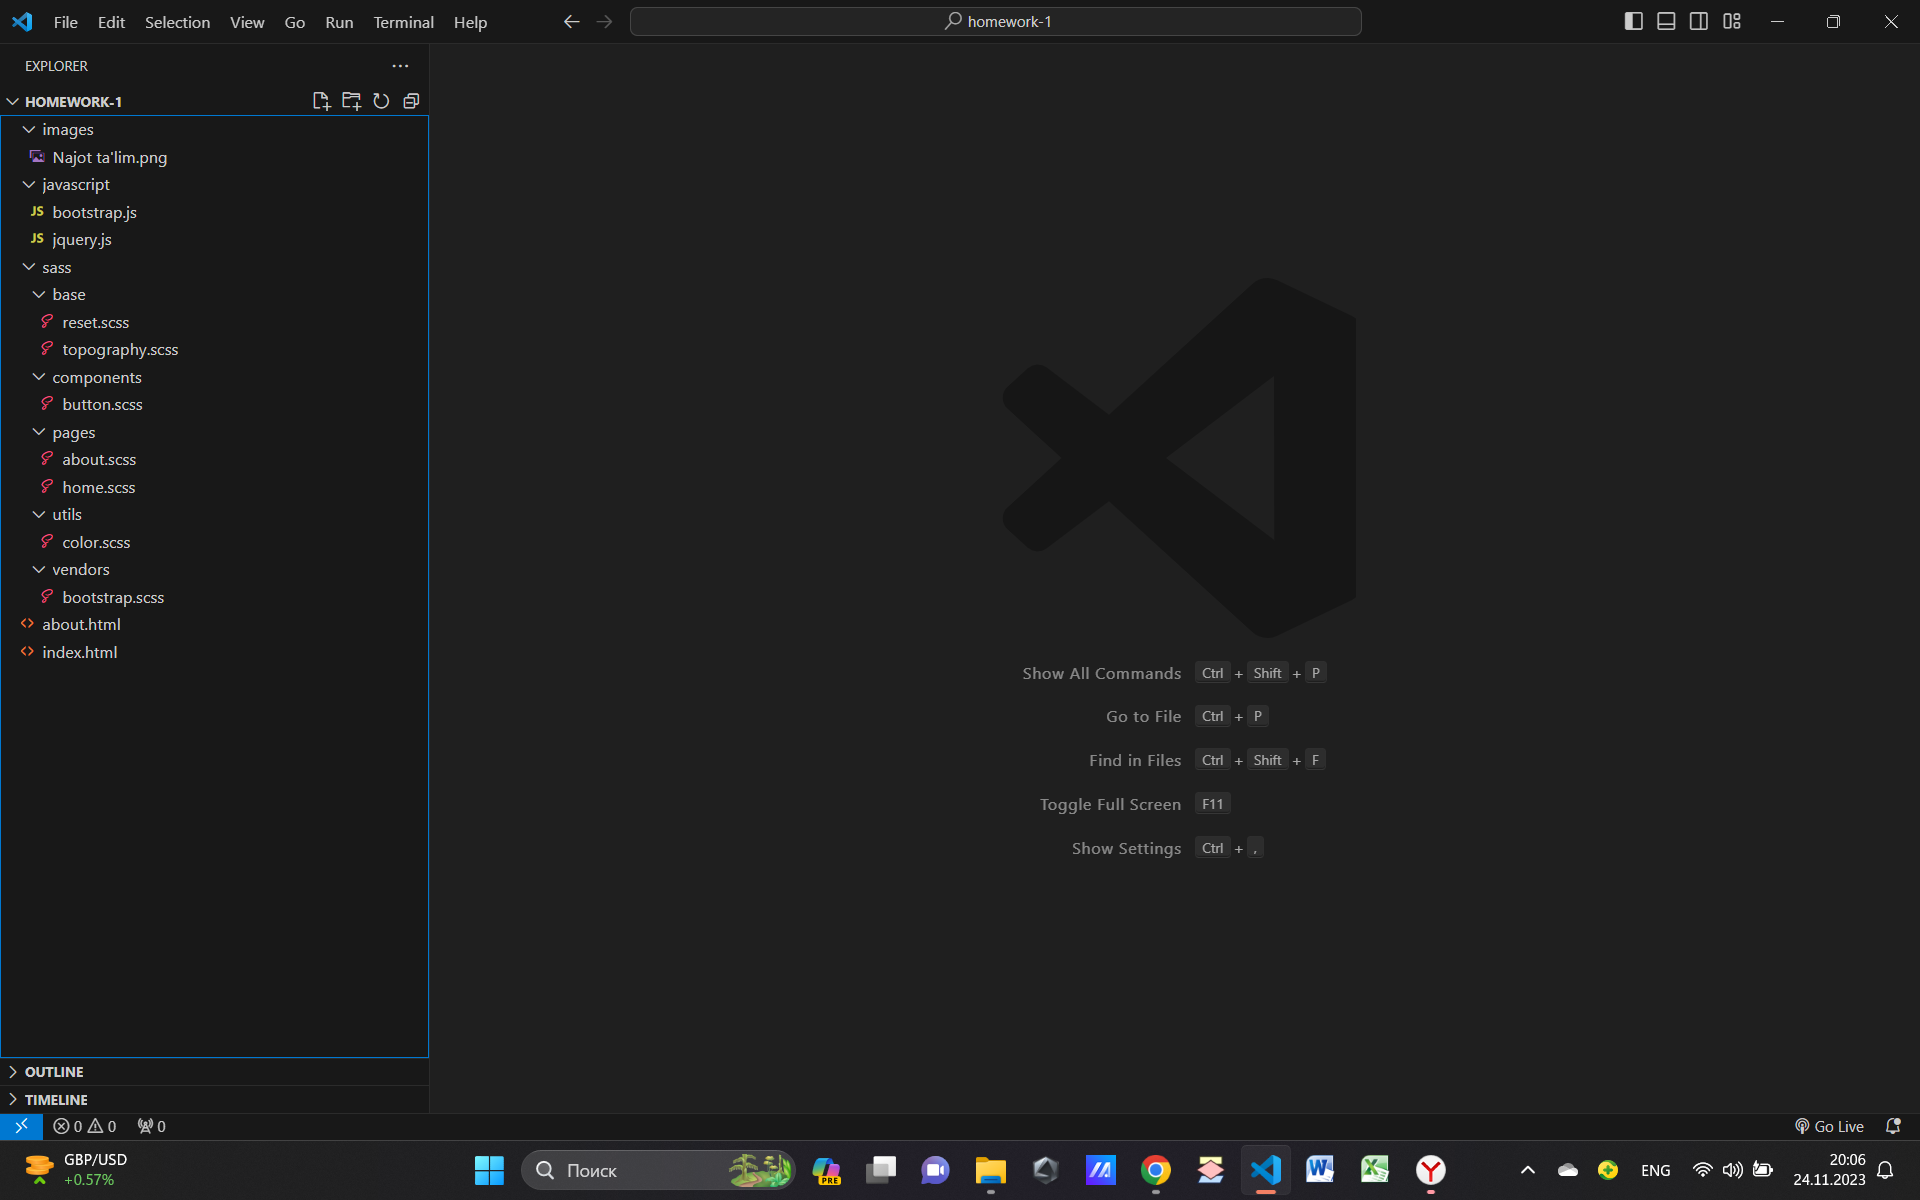 File Edit Selection View Go Run Terminal Help
homework-1
EXPLORER
HOMEWORK-1
images
Najot ta'lim.png
javascript
JS bootstrap.js
JS jquery.js
sass
base
reset.scss
topography.scss
components
button.scss
pages
about.scss
home.scss
utils
color.scss
vendors
bootstrap.scss
about.html
index.html
Show All Commands Ctrl + Shift + P
Go to File Ctrl + P
Find in Files Ctrl + Shift + F
Toggle Full Screen F11
Show Settings Ctrl + ,
OUTLINE
TIMELINE
0 0 0
Go Live
GBP/USD
+0.57%
Поиск
PRE
ENG
20:06
24.11.2023